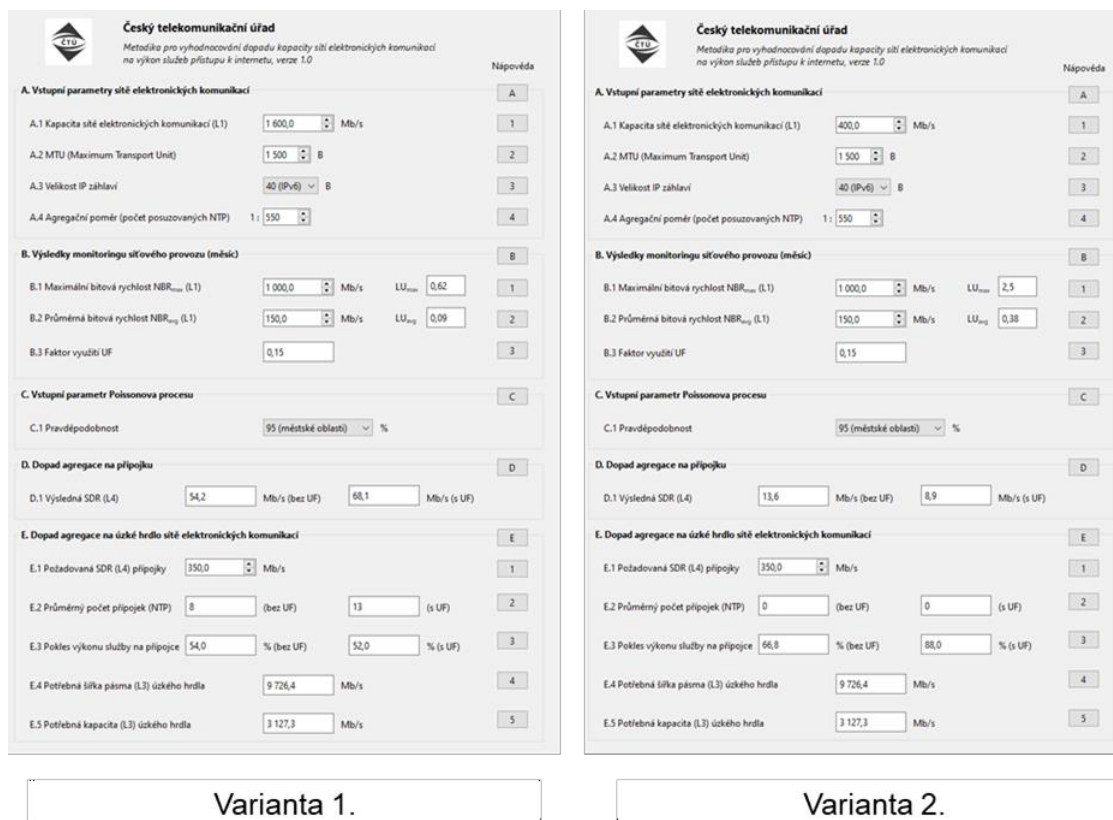 ČTÚ
Český telekomunikační úřad
Metodika pro vyhodnocování dopadu kapacity sítí elektronických komunikací
na výkon služeb přístupu k internetu, verze 1.0
Nápověda
A. Vstupní parametry sítě elektronických komunikací A
A.1 Kapacita sítě elektronických komunikací (L1) 1 600,0 Mb/s 1
A.2 MTU (Maximum Transport Unit) 1 500 B 2
A.3 Velikost IP záhlaví 40 (IPv6) B 3
A.4 Agregační poměr (počet posuzovaných NTP) 1: 550 4
B. Výsledky monitoringu síťového provozu (měsíc) B
B.1 Maximální bitová rychlost NBRmax (L1) 1 000,0 Mb/s LUmax 0,62 1
B.2 Průměrná bitová rychlost NBRavg (L1) 150,0 Mb/s LUavg 0,09 2
B.3 Faktor využití UF 0,15 3
C. Vstupní parametr Poissonova procesu C
C.1 Pravděpodobnost 95 (městské oblasti) %
D. Dopad agregace na přípojku D
D.1 Výsledná SDR (L4) 54,2 Mb/s (bez UF) 68,1 Mb/s (s UF)
E. Dopad agregace na úzké hrdlo sítě elektronických komunikací E
E.1 Požadovaná SDR (L4) přípojky 350,0 Mb/s 1
E.2 Průměrný počet přípojek (NTP) 8 (bez UF) 13 (s UF) 2
E.3 Pokles výkonu služby na přípojce 54,0 % (bez UF) 52,0 % (s UF) 3
E.4 Potřebná šířka pásma (L3) úzkého hrdla 9 726,4 Mb/s 4
E.5 Potřebná kapacita (L3) úzkého hrdla 3 127,3 Mb/s 5
Varianta 1.
ČTÚ
Český telekomunikační úřad
Metodika pro vyhodnocování dopadu kapacity sítí elektronických komunikací
na výkon služeb přístupu k internetu, verze 1.0
Nápověda
A. Vstupní parametry sítě elektronických komunikací A
A.1 Kapacita sítě elektronických komunikací (L1) 400,0 Mb/s 1
A.2 MTU (Maximum Transport Unit) 1 500 B 2
A.3 Velikost IP záhlaví 40 (IPv6) B 3
A.4 Agregační poměr (počet posuzovaných NTP) 1: 550 4
B. Výsledky monitoringu síťového provozu (měsíc) B
B.1 Maximální bitová rychlost NBRmax (L1) 1 000,0 Mb/s LUmax 2,5 1
B.2 Průměrná bitová rychlost NBRavg (L1) 150,0 Mb/s LUavg 0,38 2
B.3 Faktor využití UF 0,15 3
C. Vstupní parametr Poissonova procesu C
C.1 Pravděpodobnost 95 (městské oblasti) %
D. Dopad agregace na přípojku D
D.1 Výsledná SDR (L4) 13,6 Mb/s (bez UF) 8,9 Mb/s (s UF)
E. Dopad agregace na úzké hrdlo sítě elektronických komunikací E
E.1 Požadovaná SDR (L4) přípojky 350,0 Mb/s 1
E.2 Průměrný počet přípojek (NTP) 0 (bez UF) 0 (s UF) 2
E.3 Pokles výkonu služby na přípojce 66,8 % (bez UF) 88,0 % (s UF) 3
E.4 Potřebná šířka pásma (L3) úzkého hrdla 9 726,4 Mb/s 4
E.5 Potřebná kapacita (L3) úzkého hrdla 3 127,3 Mb/s 5
Varianta 2.